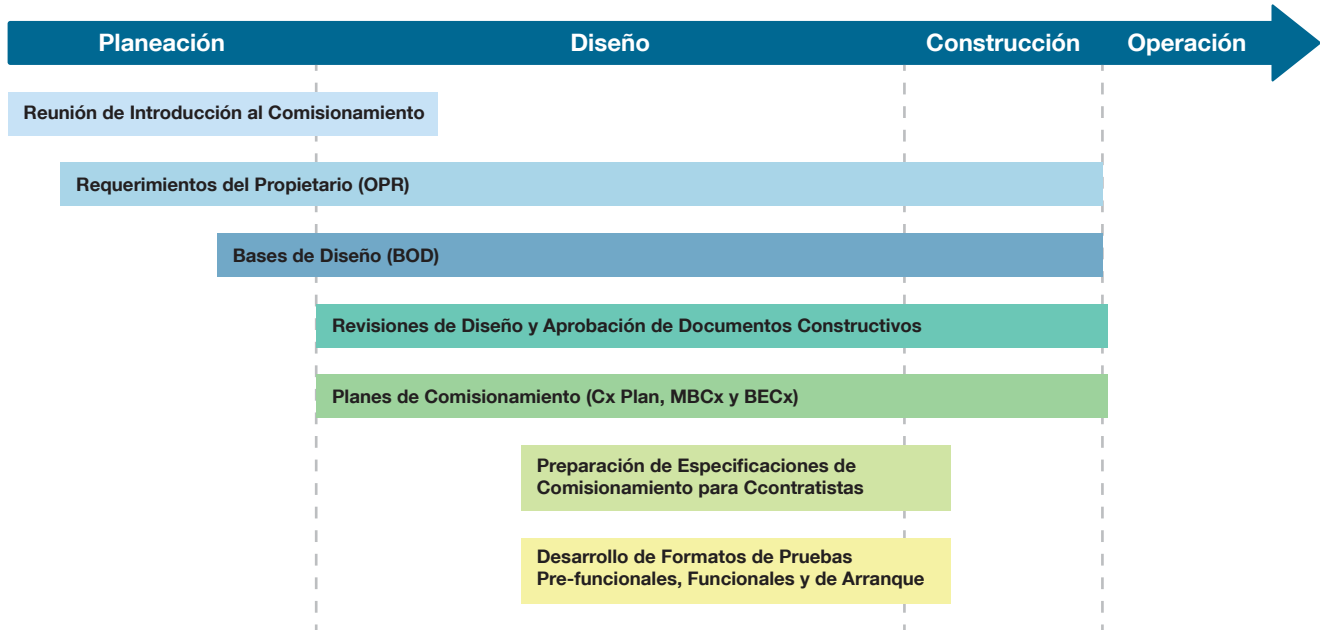 Planeación Diseño Construcción Operación
Reunión de Introducción al Comisionamiento
Requerimientos del Propietario (OPR)
Bases de Diseño (BOD)
Revisiones de Diseño y Aprobación de Documentos Constructivos
Planes de Comisionamiento (Cx Plan, MBCx y BECx)
Preparación de Especificaciones de
Comisionamiento para Ccontratistas
Desarrollo de Formatos de Pruebas
Pre-funcionales, Funcionales y de Arranque